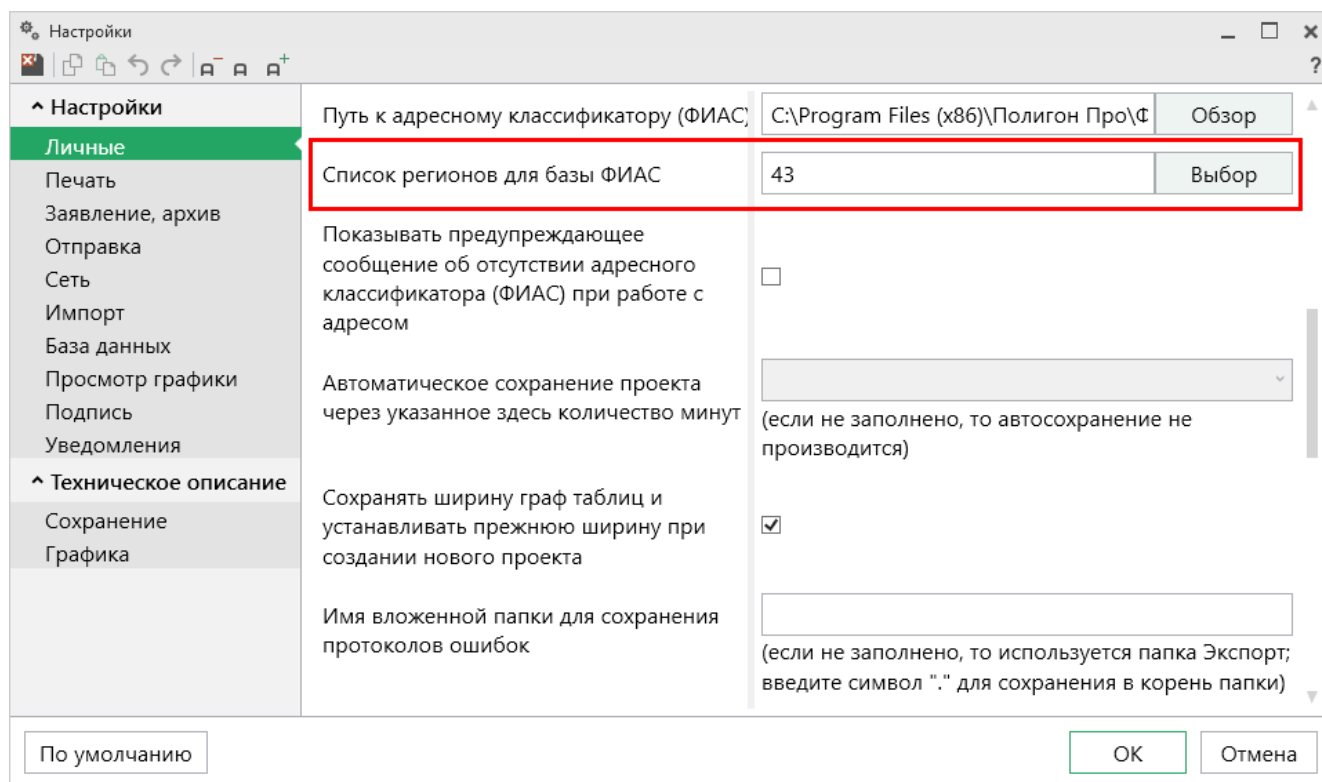 Настройки
?
Настройки
Личные
Печать
Заявление, архив
Отправка
Сеть
Импорт
База данных
Просмотр графики
Подпись
Уведомления
Техническое описание
Сохранение
Графика
Путь к адресному классификатору (ФИАС)
C:\Program Files (x86)\Полигон Про\Ф
Обзор
Список регионов для базы ФИАС
43
Выбор
Показывать предупреждающее
сообщение об отсутствии адресного
классификатора (ФИАС) при работе с
адресом
Автоматическое сохранение проекта
через указанное здесь количество минут
(если не заполнено, то автосохранение не
производится)
Сохранять ширину граф таблиц и
устанавливать прежнюю ширину при
создании нового проекта
Имя вложенной папки для сохранения
протоколов ошибок
(если не заполнено, то используется папка Экспорт;
введите символ "." для сохранения в корень папки)
По умолчанию
ОК
Отмена